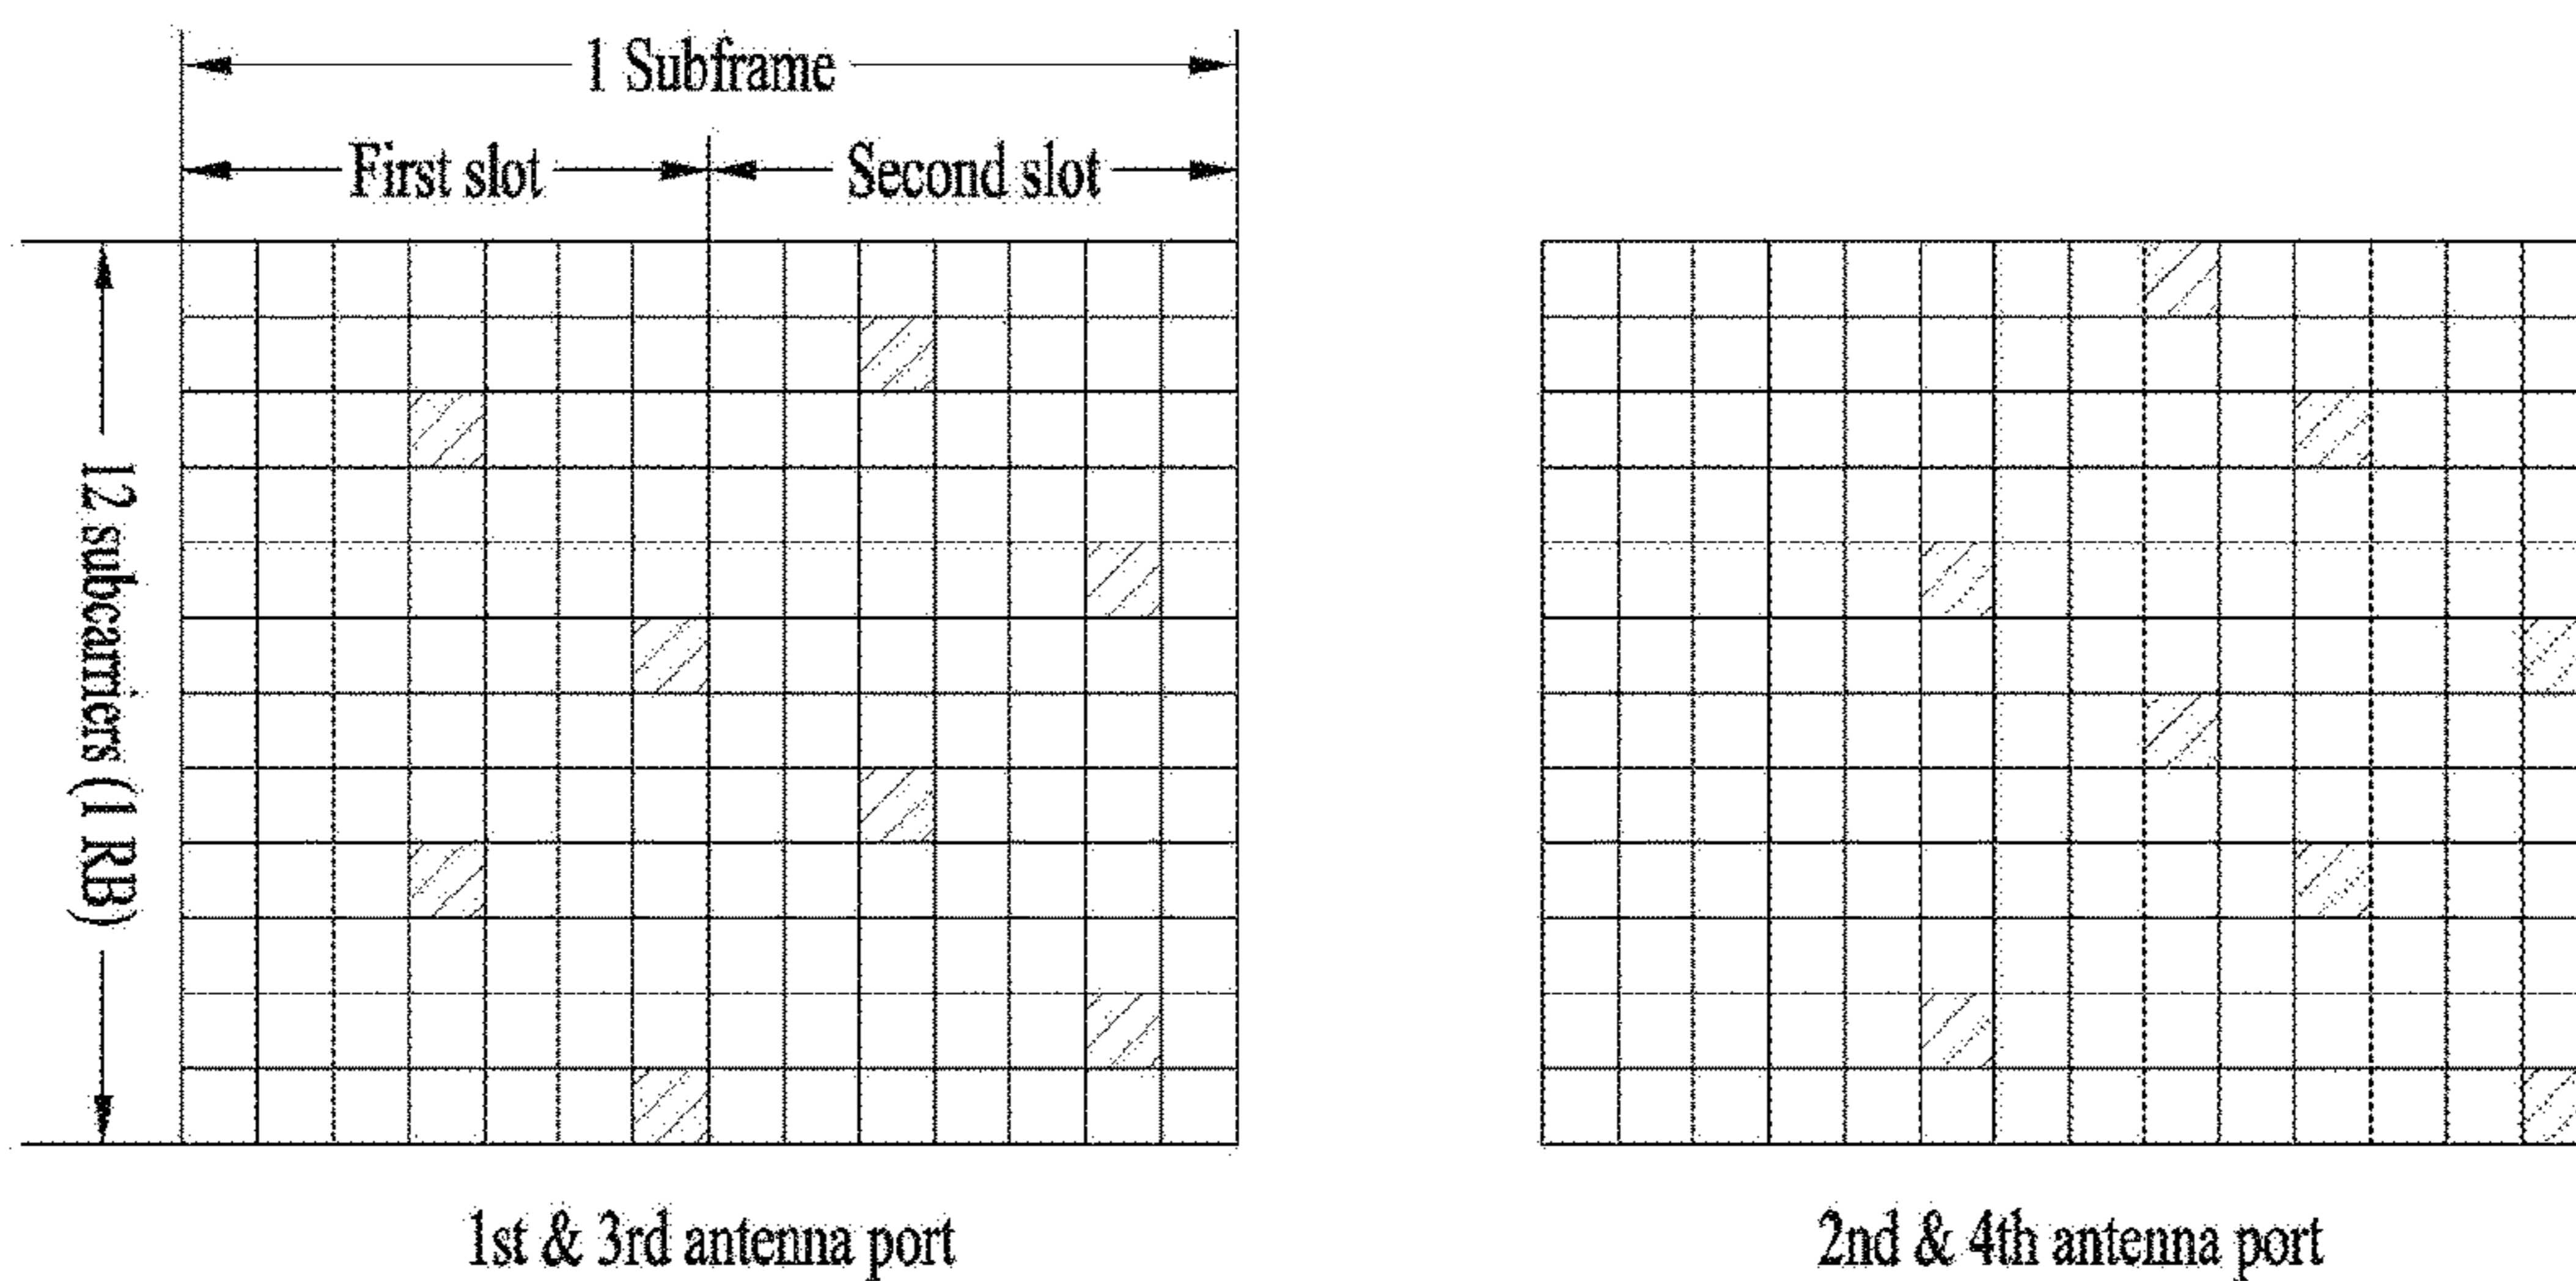 1 Subframe
First slot
Second slot
12 subcarriers (1 RB)
1st & 3rd antenna port
2nd & 4th antenna port